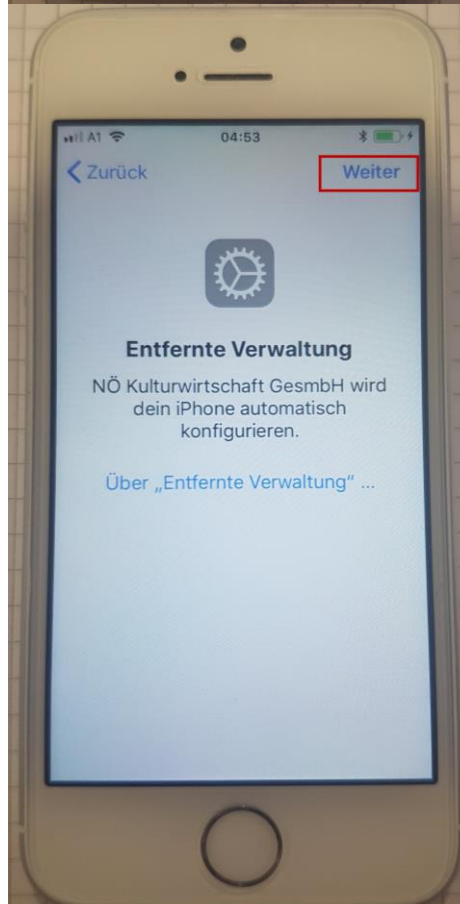 A1 04:53
Zurück Weiter
Entfernte Verwaltung
NÖ Kulturwirtschaft GesmbH wird
dein iPhone automatisch
konfigurieren.
Über „Entfernte Verwaltung“ ...